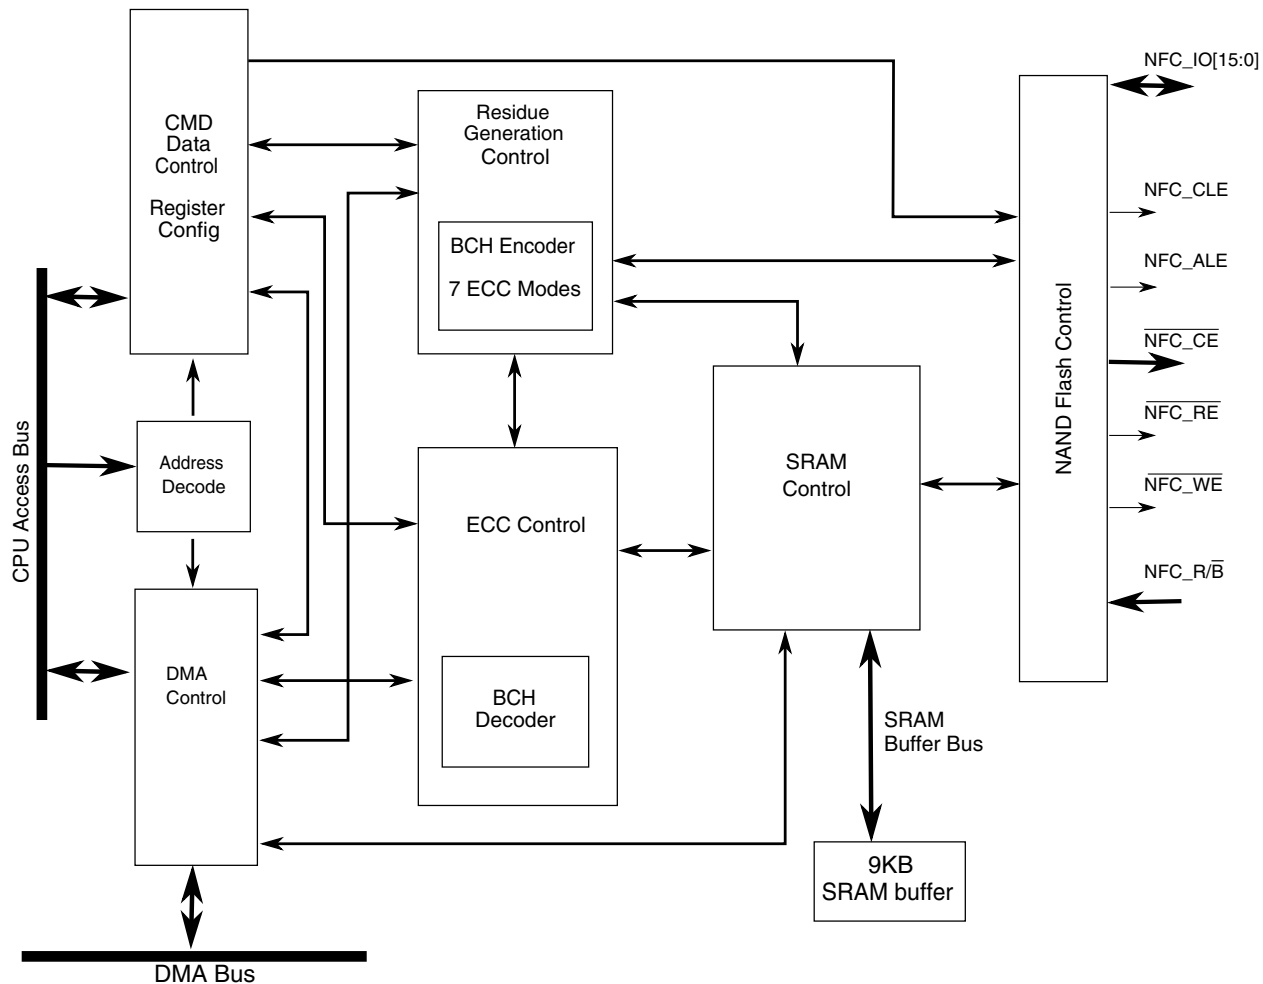 CMD
Data
Control
Register
Config
Residue
Generation
Control
BCH Encoder
7 ECC Modes
NFC_IO[15:0]
NFC_CLE
NFC_ALE
NFC_CE
NFC_RE
NFC_WE
NFC_R/B
NAND Flash Control
CPU Access Bus
Address
Decode
ECC Control
SRAM
Control
DMA
Control
BCH
Decoder
SRAM
Buffer Bus
9KB
SRAM buffer
DMA Bus